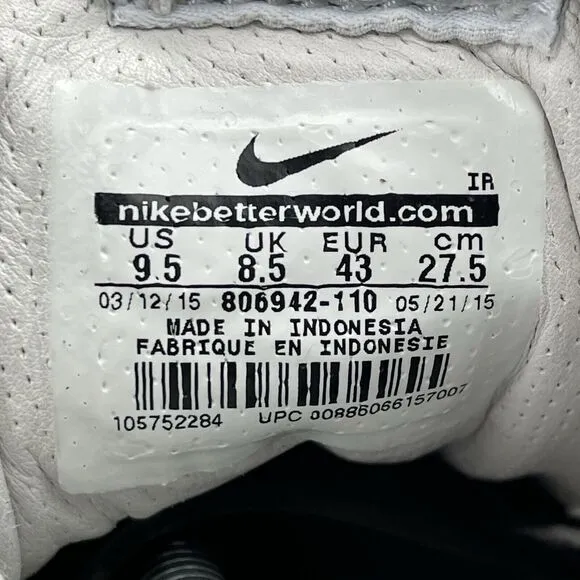 IR
nikebetterworld.com
US UK EUR cm
9.5 8.5 43 27.5
03/12/15 806942-110 05/21/15
MADE IN INDONESIA
FABRIQUE EN INDONESIE
105752284 UPC 00886066157007